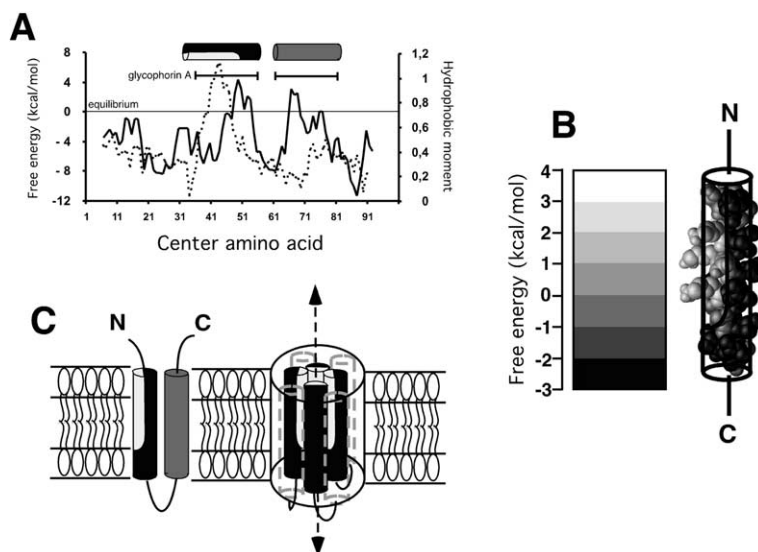 A
Free energy (kcal/mol)
8
4
0
-4
-8
-12
glycophorin A
equilibrium
1,2
1
0,8
0,6
0,4
0,2
0
Hydrophobic moment
1 11 21 31 41 51 61 71 81 91
Center amino acid
B
Free energy (kcal/mol)
4
3
2
1
0
-1
-2
-3
N
C
C
N
C